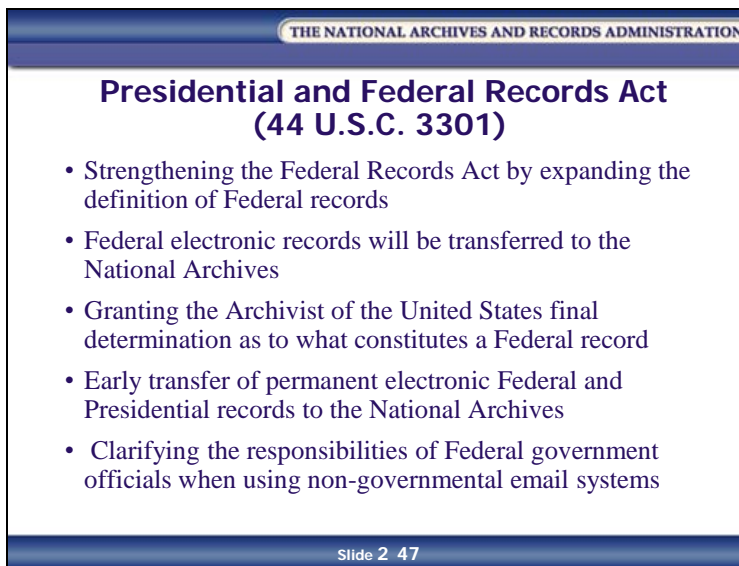 THE NATIONAL ARCHIVES AND RECORDS ADMINISTRATION
Presidential and Federal Records Act
(44 U.S.C. 3301)
• Strengthening the Federal Records Act by expanding the
definition of Federal records
• Federal electronic records will be transferred to the
National Archives
• Granting the Archivist of the United States final
determination as to what constitutes a Federal record
• Early transfer of permanent electronic Federal and
Presidential records to the National Archives
• Clarifying the responsibilities of Federal government
officials when using non-governmental email systems
Slide 2 47